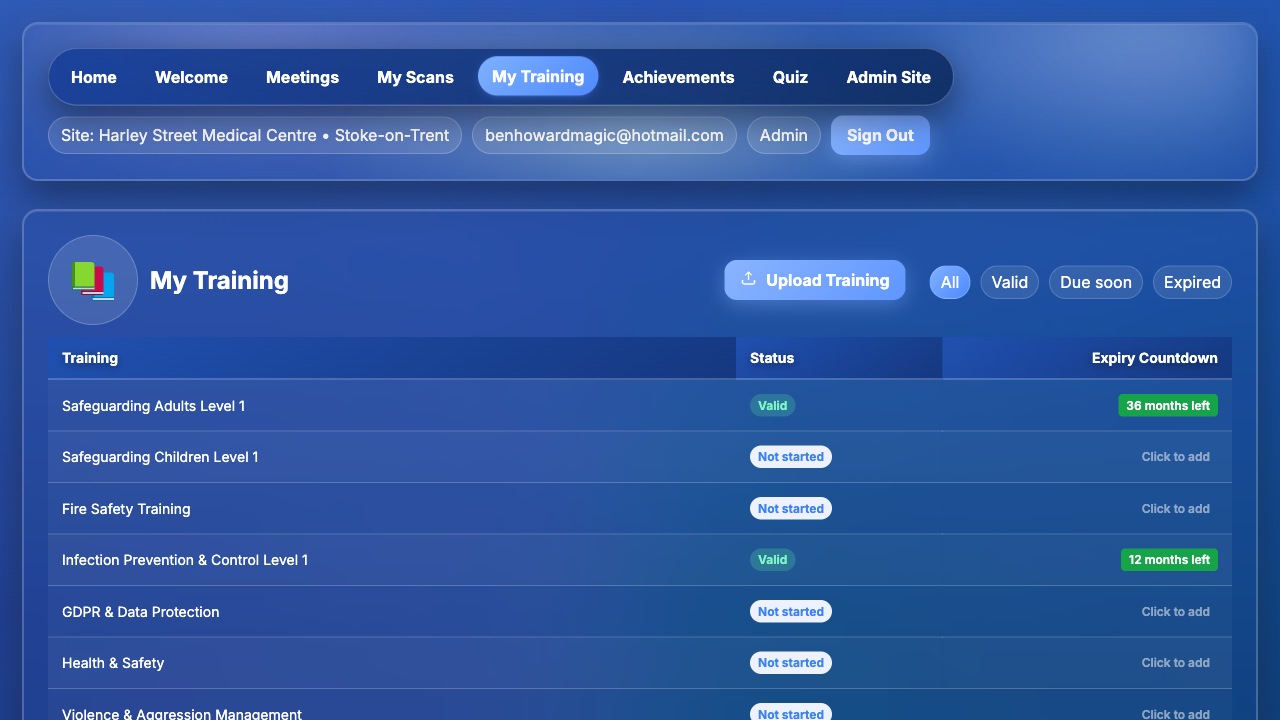 Home Welcome Meetings My Scans My Training Achievements Quiz Admin Site
Site: Harley Street Medical Centre • Stoke-on-Trent benhowardmagic@hotmail.com Admin Sign Out
My Training Upload Training All Valid Due soon Expired
Training Status Expiry Countdown
Safeguarding Adults Level 1 Valid 36 months left
Safeguarding Children Level 1 Not started Click to add
Fire Safety Training Not started Click to add
Infection Prevention & Control Level 1 Valid 12 months left
GDPR & Data Protection Not started Click to add
Health & Safety Not started Click to add
Violence & Aggression Management Not started Click to add